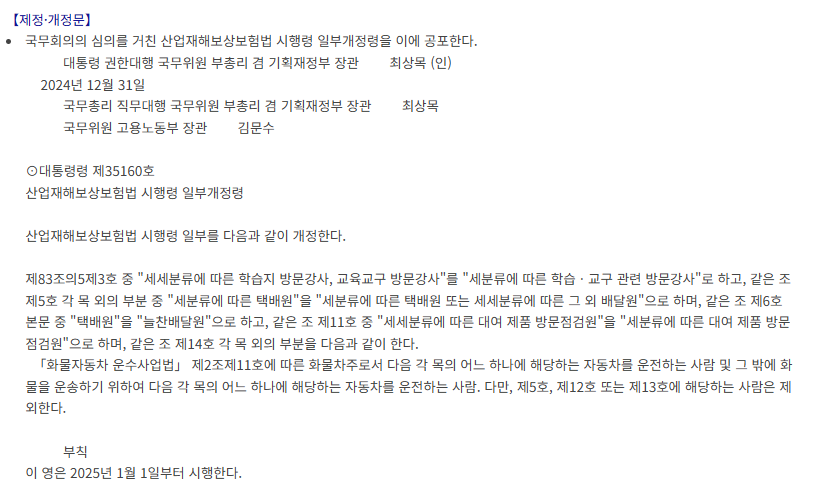 【제정·개정문】
국무회의의 심의를 거친 산업재해보상보험법 시행령 일부개정령을 이에 공포한다.
대통령 권한대행 국무위원 부총리 겸 기획재정부 장관 최상목 (인)
2024년 12월 31일
국무총리 직무대행 국무위원 부총리 겸 기획재정부 장관 최상목
국무위원 고용노동부 장관 김문수
⊙대통령령 제35160호
산업재해보상보험법 시행령 일부개정령
산업재해보상보험법 시행령 일부를 다음과 같이 개정한다.
제83조의5제3호 중 "세세분류에 따른 학습지 방문강사, 교육교구 방문강사"를 "세분류에 따른 학습ㆍ교구 관련 방문강사"로 하고, 같은 조
제5호 각 목 외의 부분 중 "세분류에 따른 택배원"을 "세분류에 따른 택배원 또는 세세분류에 따른 그 외 배달원"으로 하며, 같은 조 제6호
본문 중 "택배원"을 "늘찬배달원"으로 하고, 같은 조 제11호 중 "세세분류에 따른 대여 제품 방문점검원"을 "세분류에 따른 대여 제품 방문
점검원"으로 하며, 같은 조 제14호 각 목 외의 부분을 다음과 같이 한다.
「화물자동차 운수사업법」 제2조제11호에 따른 화물차주로서 다음 각 목의 어느 하나에 해당하는 자동차를 운전하는 사람 및 그 밖에 화
물을 운송하기 위하여 다음 각 목의 어느 하나에 해당하는 자동차를 운전하는 사람. 다만, 제5호, 제12호 또는 제13호에 해당하는 사람은 제
외한다.
부칙
이 영은 2025년 1월 1일부터 시행한다.